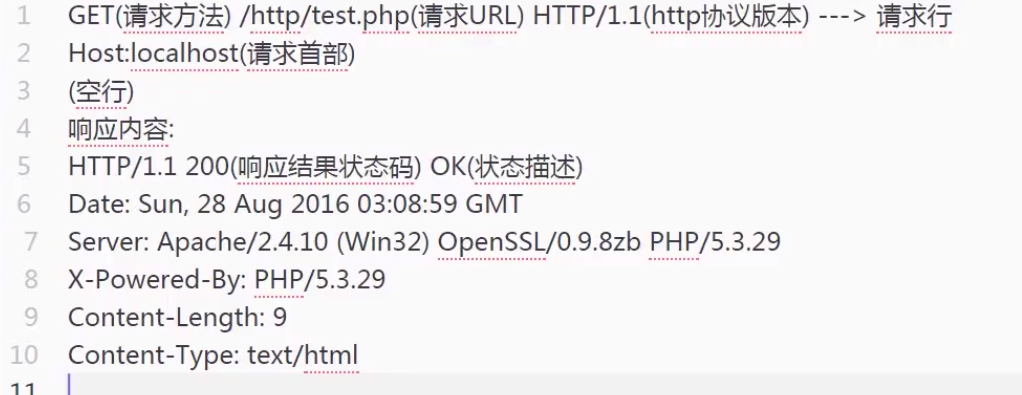 1 GET(请求方法) /http/test.php(请求URL) HTTP/1.1(http协议版本) ---> 请求行
2 Host:localhost(请求首部)
3 (空行)
4 响应内容:
5 HTTP/1.1 200(响应结果状态码) OK(状态描述)
6 Date: Sun, 28 Aug 2016 03:08:59 GMT
7 Server: Apache/2.4.10 (Win32) OpenSSL/0.9.8zb PHP/5.3.29
8 X-Powered-By: PHP/5.3.29
9 Content-Length: 9
10 Content-Type: text/html
11